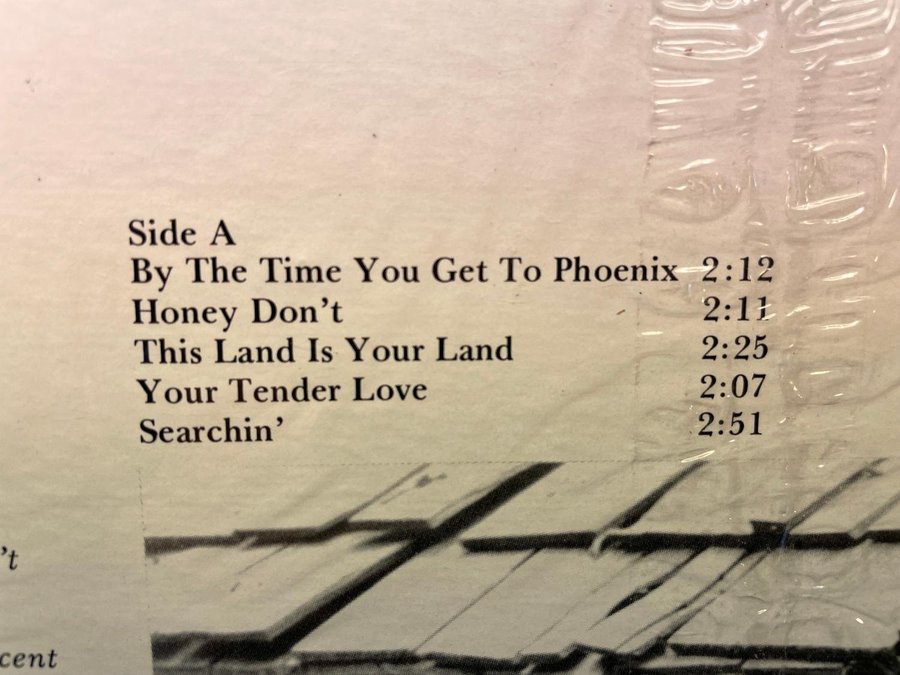 Side A
By The Time You Get To Phoenix 2:12
Honey Don't 2:11
This Land Is Your Land 2:25
Your Tender Love 2:07
Searchin' 2:51
't
cent